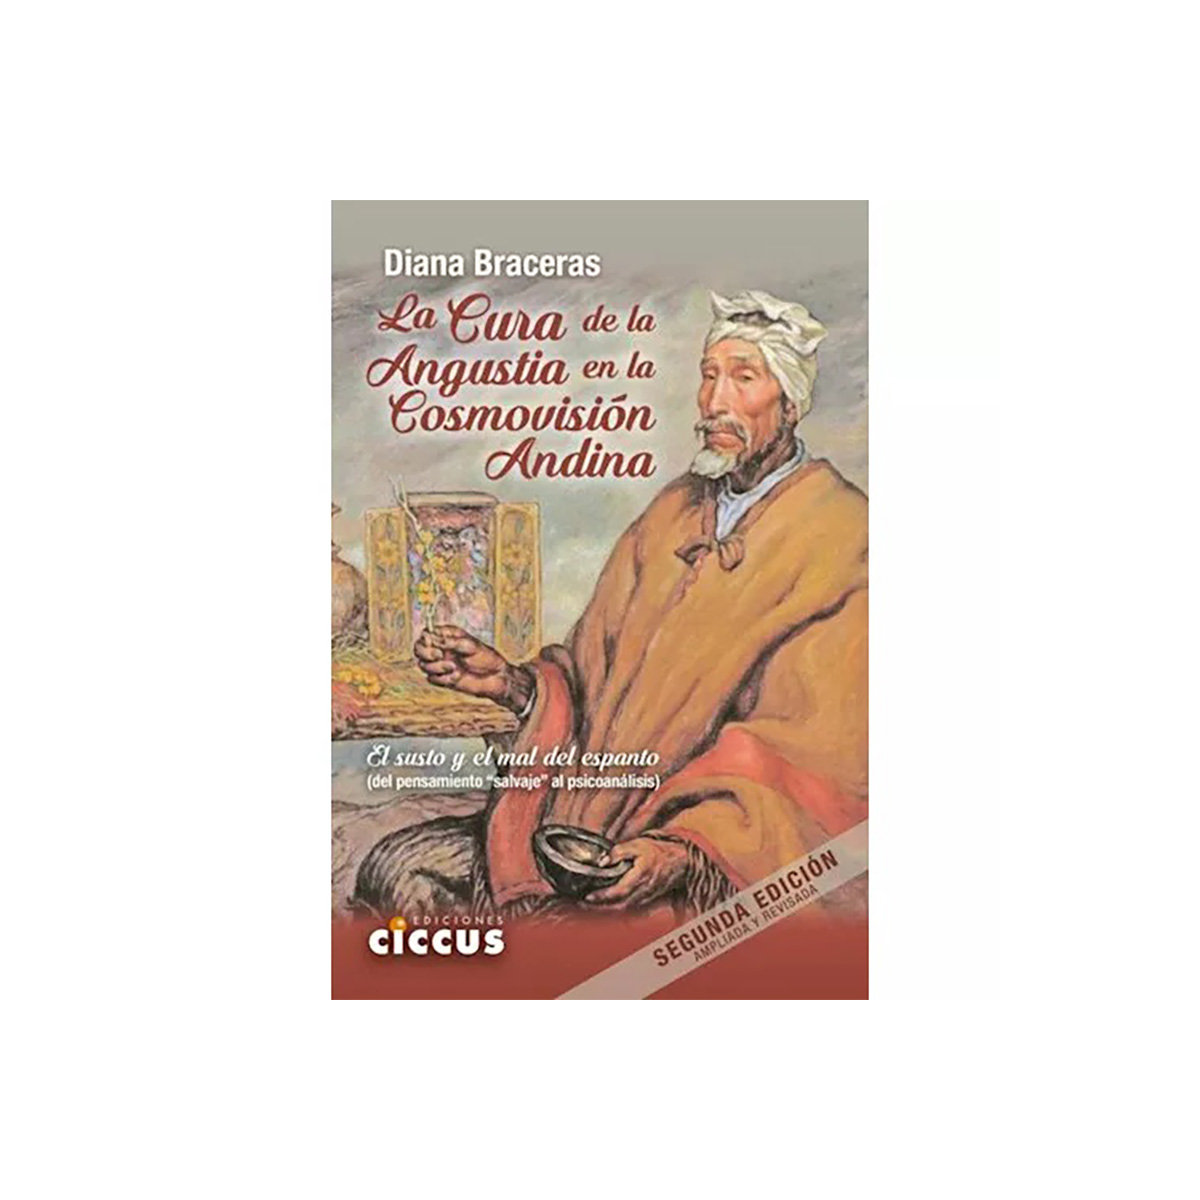 Diana Braceras
La Cura de la
Angustia en la
Cosmovisión
Andina
El susto y el mal del espanto
(del pensamiento "salvaje" al psicoanálisis)
EDICIONES
CICCUS
SEGUNDA EDICIÓN
AMPLIADA Y REVISADA